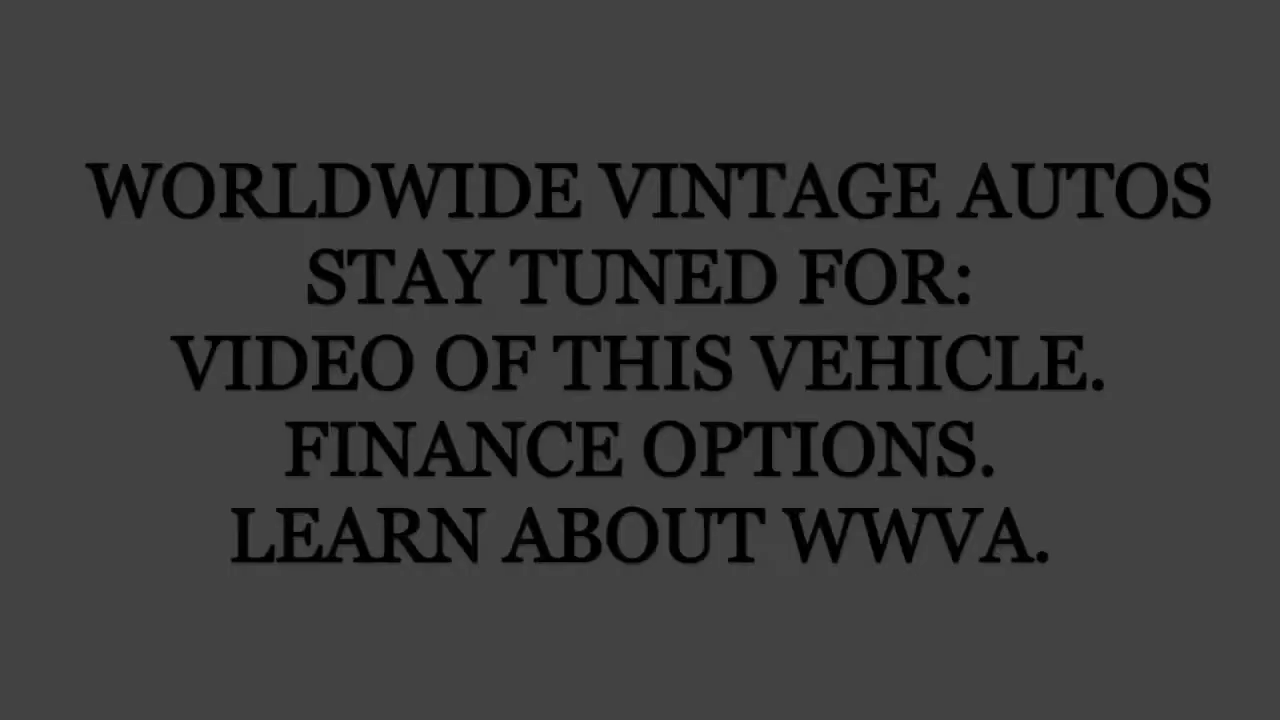 WORLDWIDE VINTAGE AUTOS
STAY TUNED FOR:
VIDEO OF THIS VEHICLE.
FINANCE OPTIONS.
LEARN ABOUT WWVA.